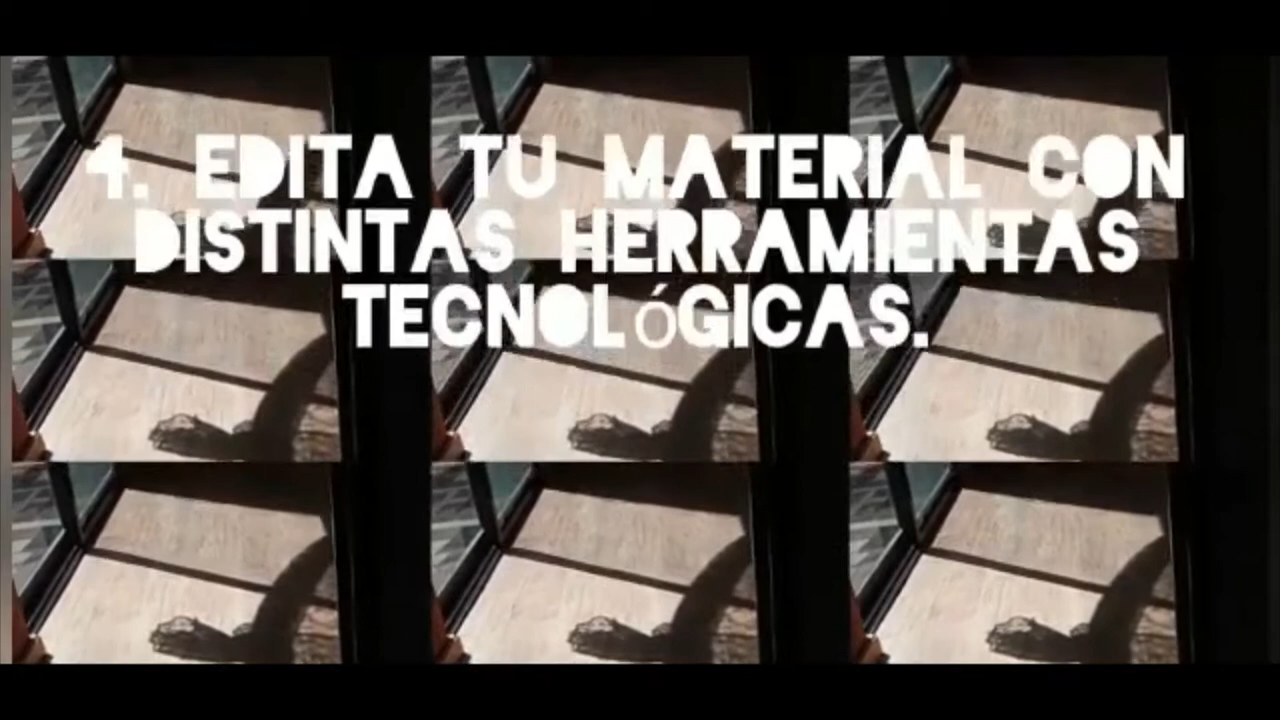 4. EDITA TU MATERIAL CON
DISTINTAS HERRAMIENTAS
TECNOLóGICAS.